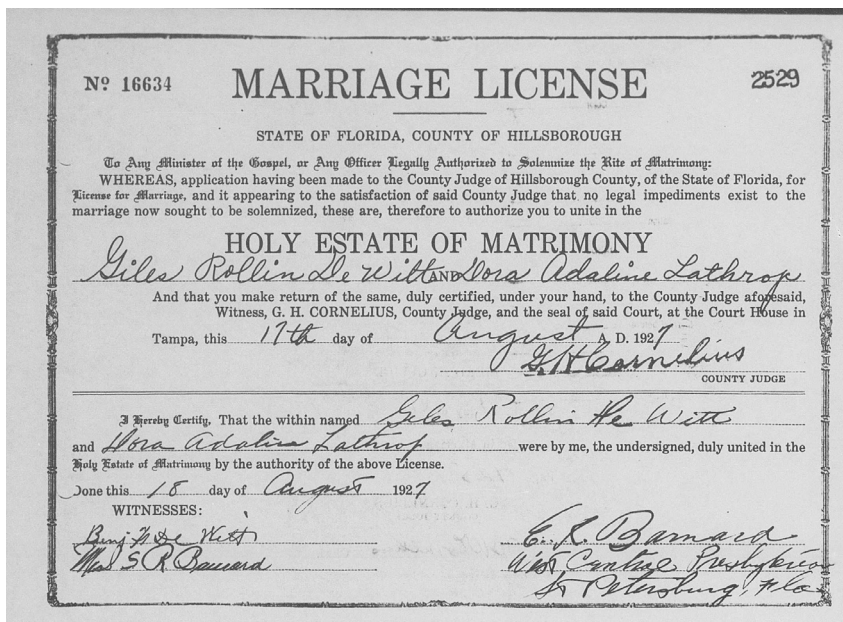 Nº 16634 MARRIAGE LICENSE 2529
STATE OF FLORIDA, COUNTY OF HILLSBOROUGH
To Any Minister of the Gospel, or Any Officer Legally Authorized to Solemnize the Rite of Matrimony:
WHEREAS, application having been made to the County Judge of Hillsborough County, of the State of Florida, for
License for Marriage, and it appearing to the satisfaction of said County Judge that no legal impediments exist to the
marriage now sought to be solemnized, these are, therefore to authorize you to unite in the
HOLY ESTATE OF MATRIMONY
Giles Rollin De Witt AND Dora Adaline Lathrop
And that you make return of the same, duly certified, under your hand, to the County Judge aforesaid,
Witness, G. H. CORNELIUS, County Judge, and the seal of said Court, at the Court House in
Tampa, this 17th day of August A. D. 1927
G. H Cornelius
COUNTY JUDGE
I Hereby Certify, That the within named Giles Rollin De Witt
and Dora Adaline Lathrop were by me, the undersigned, duly united in the
Holy Estate of Matrimony by the authority of the above License.
Done this 18 day of August 1927
WITNESSES:
Benj De Witt E. R. Barnard
Mrs S R Barnard West Central Presbyterian
St Petersburg, Fla